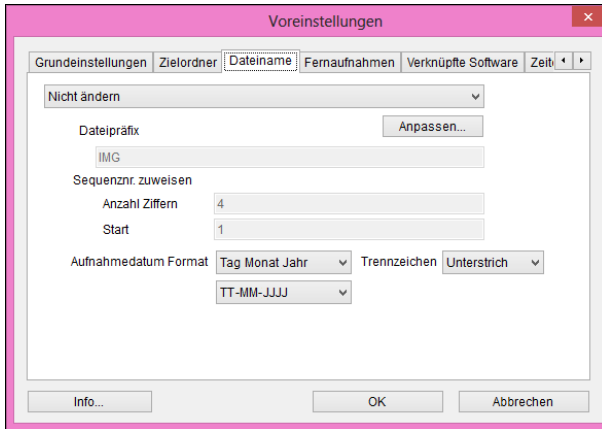 Voreinstellungen
Grundeinstellungen Zielordner Dateiname Fernaufnahmen Verknüpfte Software
Nicht ändern
Dateipräfix Anpassen...
IMG
Sequenznr. zuweisen
Anzahl Ziffern 4
Start 1
Aufnahmedatum Format Tag Monat Jahr Trennzeichen Unterstrich
TT-MM-JJJJ
Info... OK Abbrechen